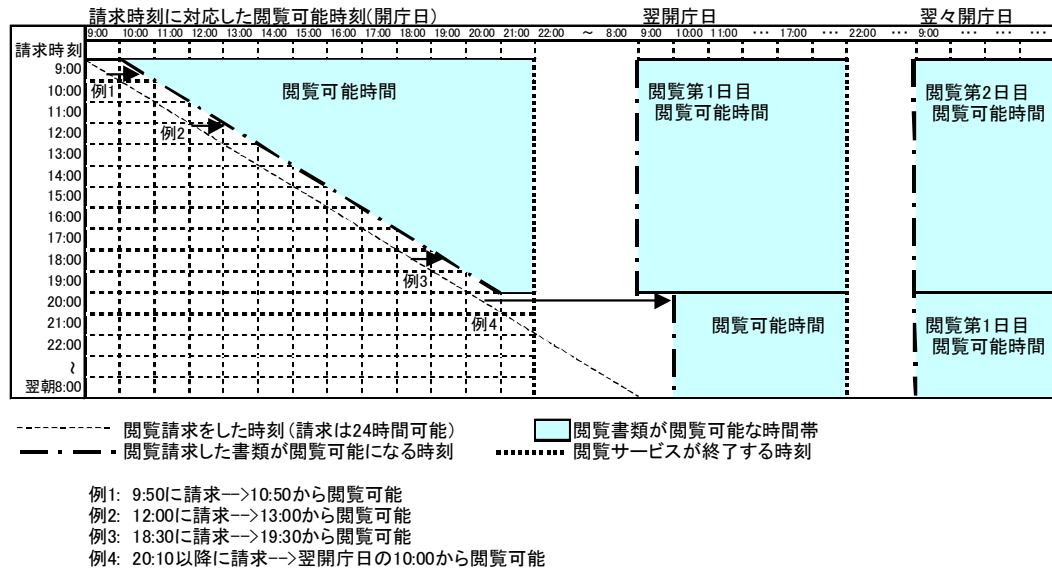 請求時刻に対応した閲覧可能時刻(開庁日)
翌開庁日
翌々開庁日
9:00 10:00 11:00 12:00 13:00 14:00 15:00 16:00 17:00 18:00 19:00 20:00 21:00 22:00 ～ 8:00 9:00 10:00 11:00 ･･･ 17:00 ･･･ 22:00 ･･･ 9:00 ･･･ ･･･ ･･･
請求時刻
9:00
10:00
11:00
12:00
13:00
14:00
15:00
16:00
17:00
18:00
19:00
20:00
21:00
22:00
～
翌朝8:00
例1
例2
例3
例4
閲覧可能時間
閲覧第1日目
閲覧可能時間
閲覧第2日目
閲覧可能時間
閲覧可能時間
閲覧第1日目
閲覧可能時間
閲覧請求をした時刻(請求は24時間可能)
閲覧書類が閲覧可能な時間帯
閲覧請求した書類が閲覧可能になる時刻
閲覧サービスが終了する時刻
例1: 9:50に請求-->10:50から閲覧可能
例2: 12:00に請求-->13:00から閲覧可能
例3: 18:30に請求-->19:30から閲覧可能
例4: 20:10以降に請求-->翌開庁日の10:00から閲覧可能